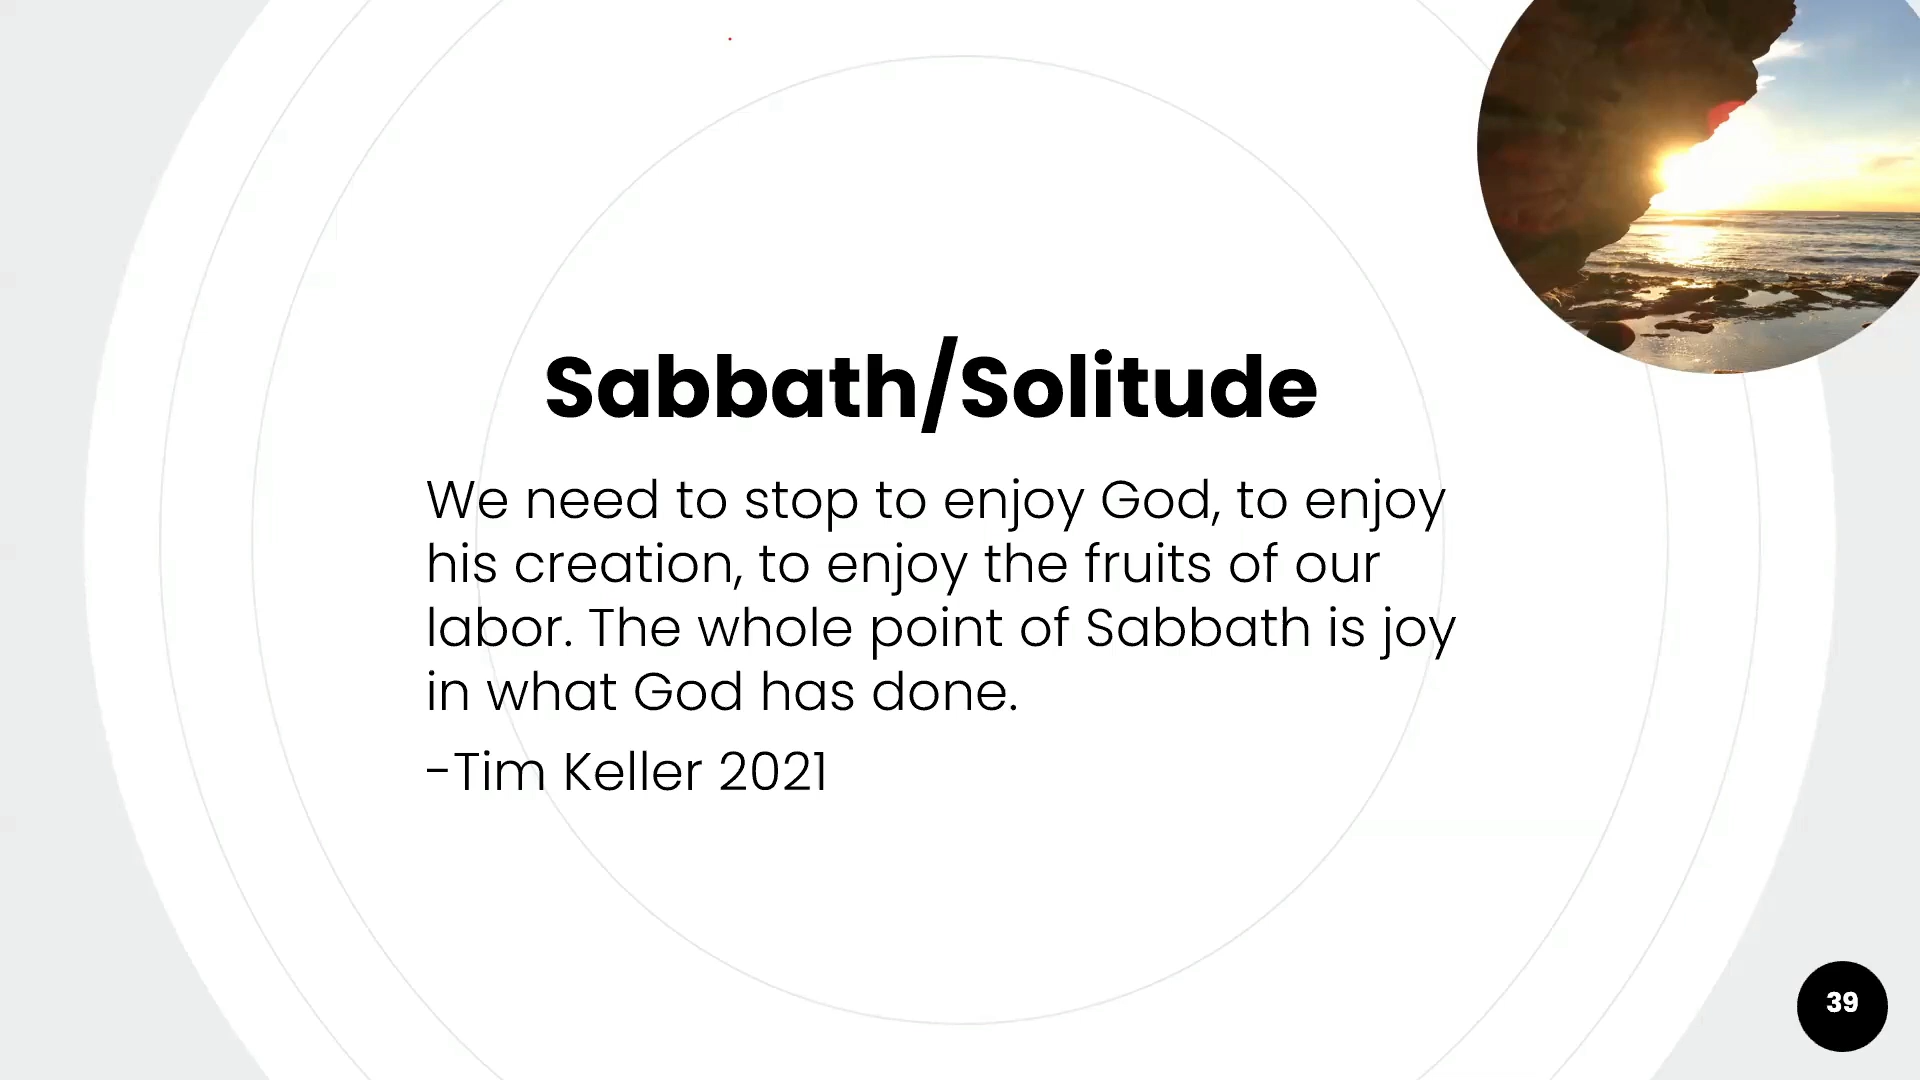 Sabbath/Solitude
We need to stop to enjoy God, to enjoy
his creation, to enjoy the fruits of our
labor. The whole point of Sabbath is joy
in what God has done.
-Tim Keller 2021
39